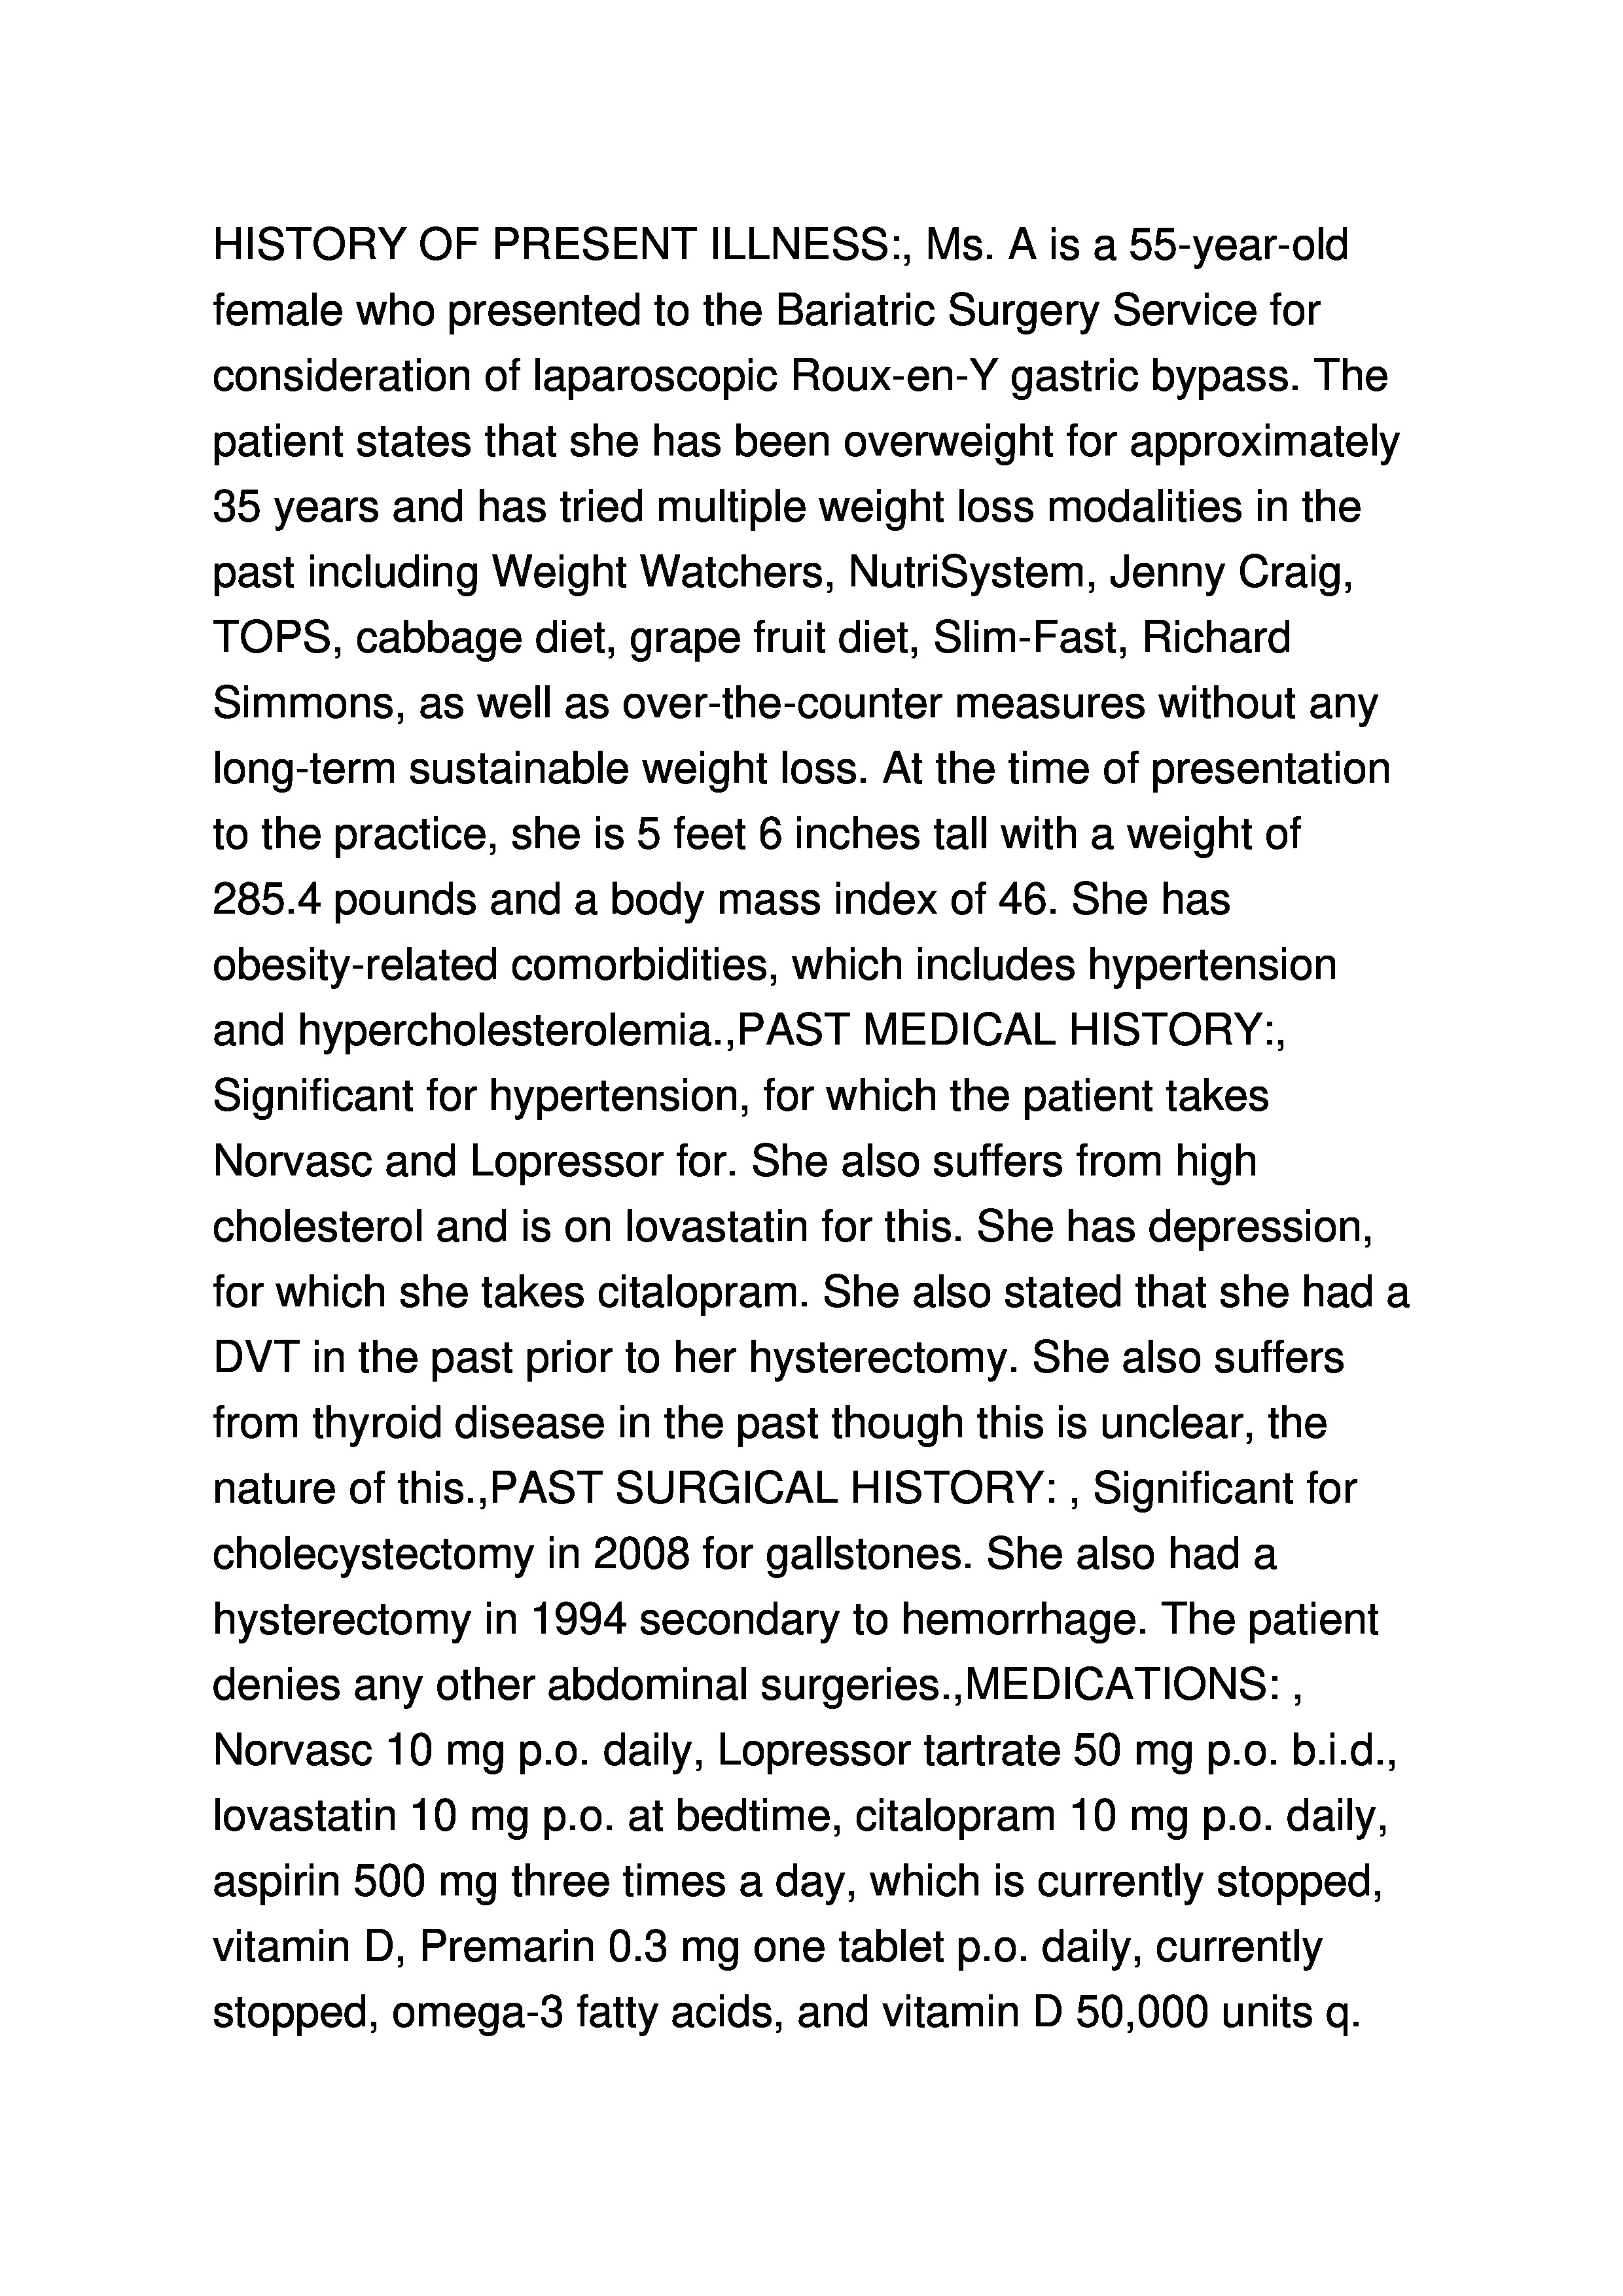 HISTORY OF PRESENT ILLNESS:, Ms. A is a 55-year-old
female who presented to the Bariatric Surgery Service for
consideration of laparoscopic Roux-en-Y gastric bypass. The
patient states that she has been overweight for approximately
35 years and has tried multiple weight loss modalities in the
past including Weight Watchers, NutriSystem, Jenny Craig,
TOPS, cabbage diet, grape fruit diet, Slim-Fast, Richard
Simmons, as well as over-the-counter measures without any
long-term sustainable weight loss. At the time of presentation
to the practice, she is 5 feet 6 inches tall with a weight of
285.4 pounds and a body mass index of 46. She has
obesity-related comorbidities, which includes hypertension
and hypercholesterolemia.,PAST MEDICAL HISTORY:,
Significant for hypertension, for which the patient takes
Norvasc and Lopressor for. She also suffers from high
cholesterol and is on lovastatin for this. She has depression,
for which she takes citalopram. She also stated that she had a
DVT in the past prior to her hysterectomy. She also suffers
from thyroid disease in the past though this is unclear, the
nature of this.,PAST SURGICAL HISTORY: , Significant for
cholecystectomy in 2008 for gallstones. She also had a
hysterectomy in 1994 secondary to hemorrhage. The patient
denies any other abdominal surgeries.,MEDICATIONS: ,
Norvasc 10 mg p.o. daily, Lopressor tartrate 50 mg p.o. b.i.d.,
lovastatin 10 mg p.o. at bedtime, citalopram 10 mg p.o. daily,
aspirin 500 mg three times a day, which is currently stopped,
vitamin D, Premarin 0.3 mg one tablet p.o. daily, currently
stopped, omega-3 fatty acids, and vitamin D 50,000 units q.